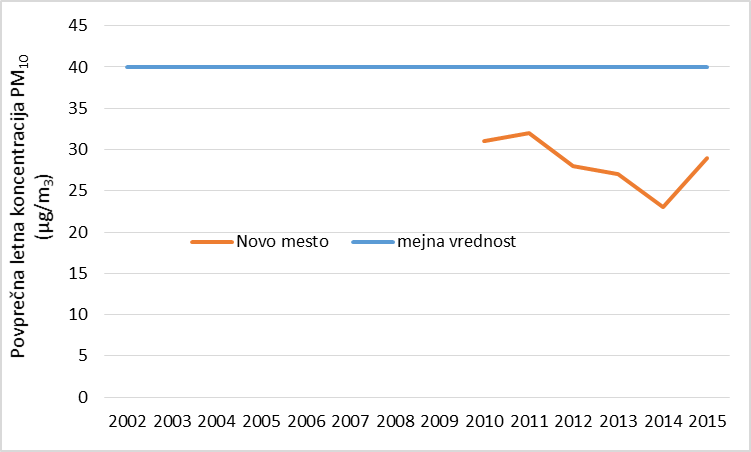 Povprečna letna koncentracija PM10
(µg/m3)
45
40
35
30
25
20
15
10
5
0
Novo mesto mejna vrednost
2002 2003 2004 2005 2006 2007 2008 2009 2010 2011 2012 2013 2014 2015